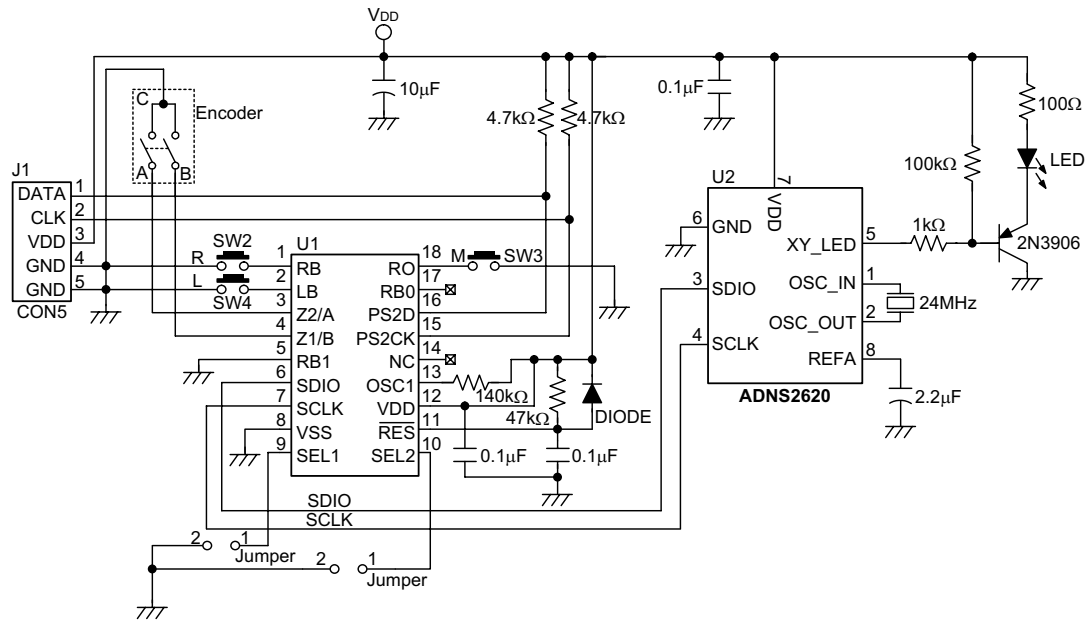 VDD
10μF
0.1μF
C
Encoder
A
B
4.7kΩ
4.7kΩ
100Ω
LED
100kΩ
J1
DATA 1
CLK 2
VDD 3
GND 4
GND 5
CON5
R
SW2
L
SW4
U1
1 RB
2 LB
3 Z2/A
4 Z1/B
5 RB1
6 SDIO
7 SCLK
8 VSS
9 SEL1
RO 18
RB0 17
PS2D 16
PS2CK 15
NC 14
OSC1 13
VDD 12
RES 11
SEL2 10
M
SW3
140kΩ
47kΩ
DIODE
0.1μF
0.1μF
U2
7
VDD
6 GND
3 SDIO
4 SCLK
XY_LED 5
OSC_IN 1
OSC_OUT 2
REFA 8
ADNS2620
1kΩ
2N3906
24MHz
2.2μF
SDIO
SCLK
2 1
Jumper
2 1
Jumper